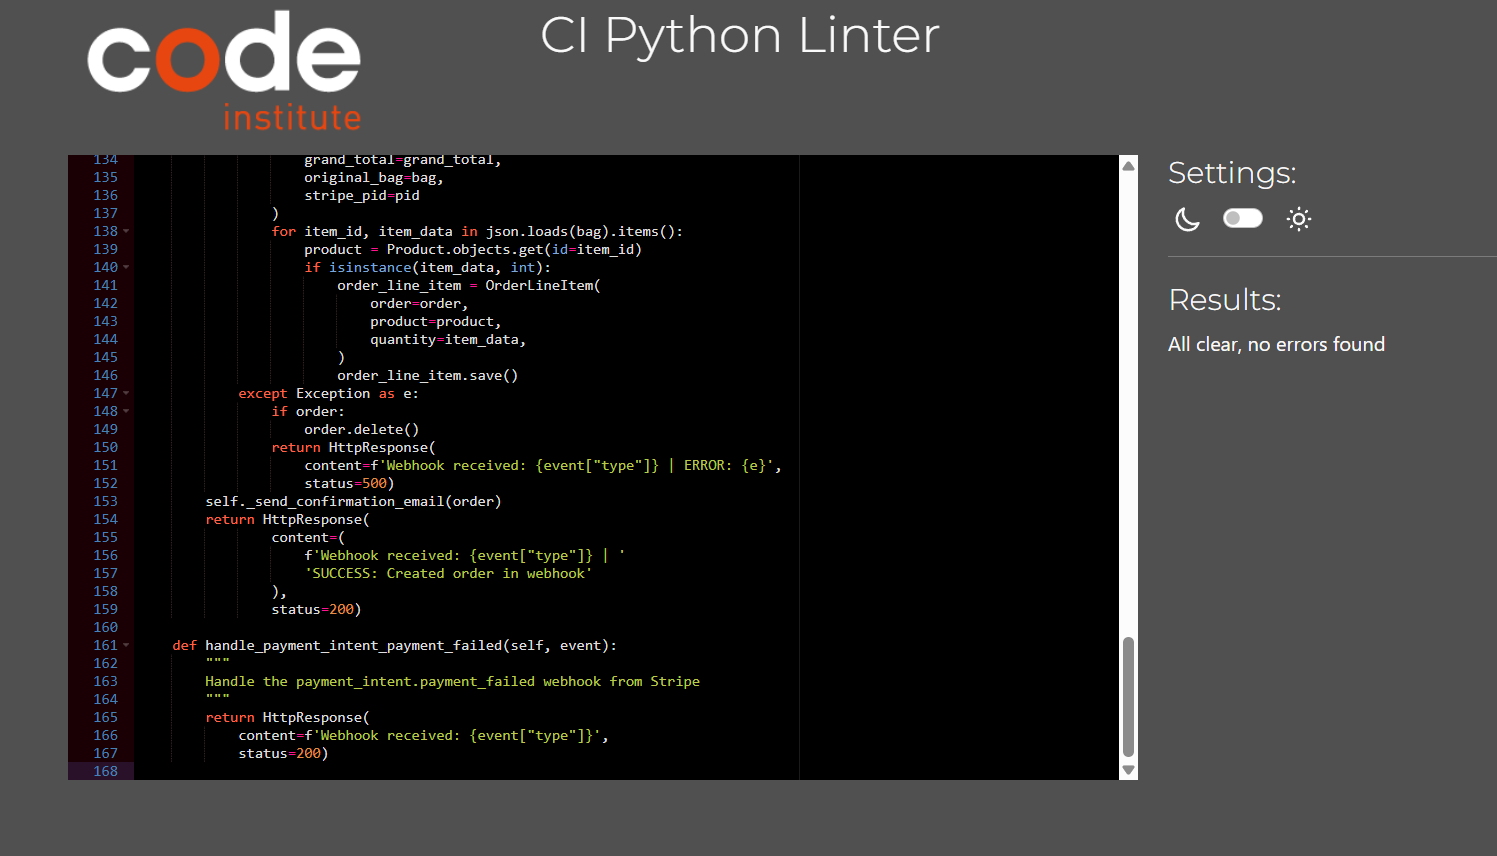 code
institute
CI Python Linter
134 grand_total=grand_total,
135 original_bag=bag,
136 stripe_pid=pid
137 )
138 for item_id, item_data in json.loads(bag).items():
139 product = Product.objects.get(id=item_id)
140 if isinstance(item_data, int):
141 order_line_item = OrderLineItem(
142 order=order,
143 product=product,
144 quantity=item_data,
145 )
146 order_line_item.save()
147 except Exception as e:
148 if order:
149 order.delete()
150 return HttpResponse(
151 content=f'Webhook received: {event["type"]} | ERROR: {e}',
152 status=500)
153 self._send_confirmation_email(order)
154 return HttpResponse(
155 content=(
156 f'Webhook received: {event["type"]} | '
157 'SUCCESS: Created order in webhook'
158 ),
159 status=200)
160
161 def handle_payment_intent_payment_failed(self, event):
162 """
163 Handle the payment_intent.payment_failed webhook from Stripe
164 """
165 return HttpResponse(
166 content=f'Webhook received: {event["type"]}',
167 status=200)
168
Settings:
Results:
All clear, no errors found